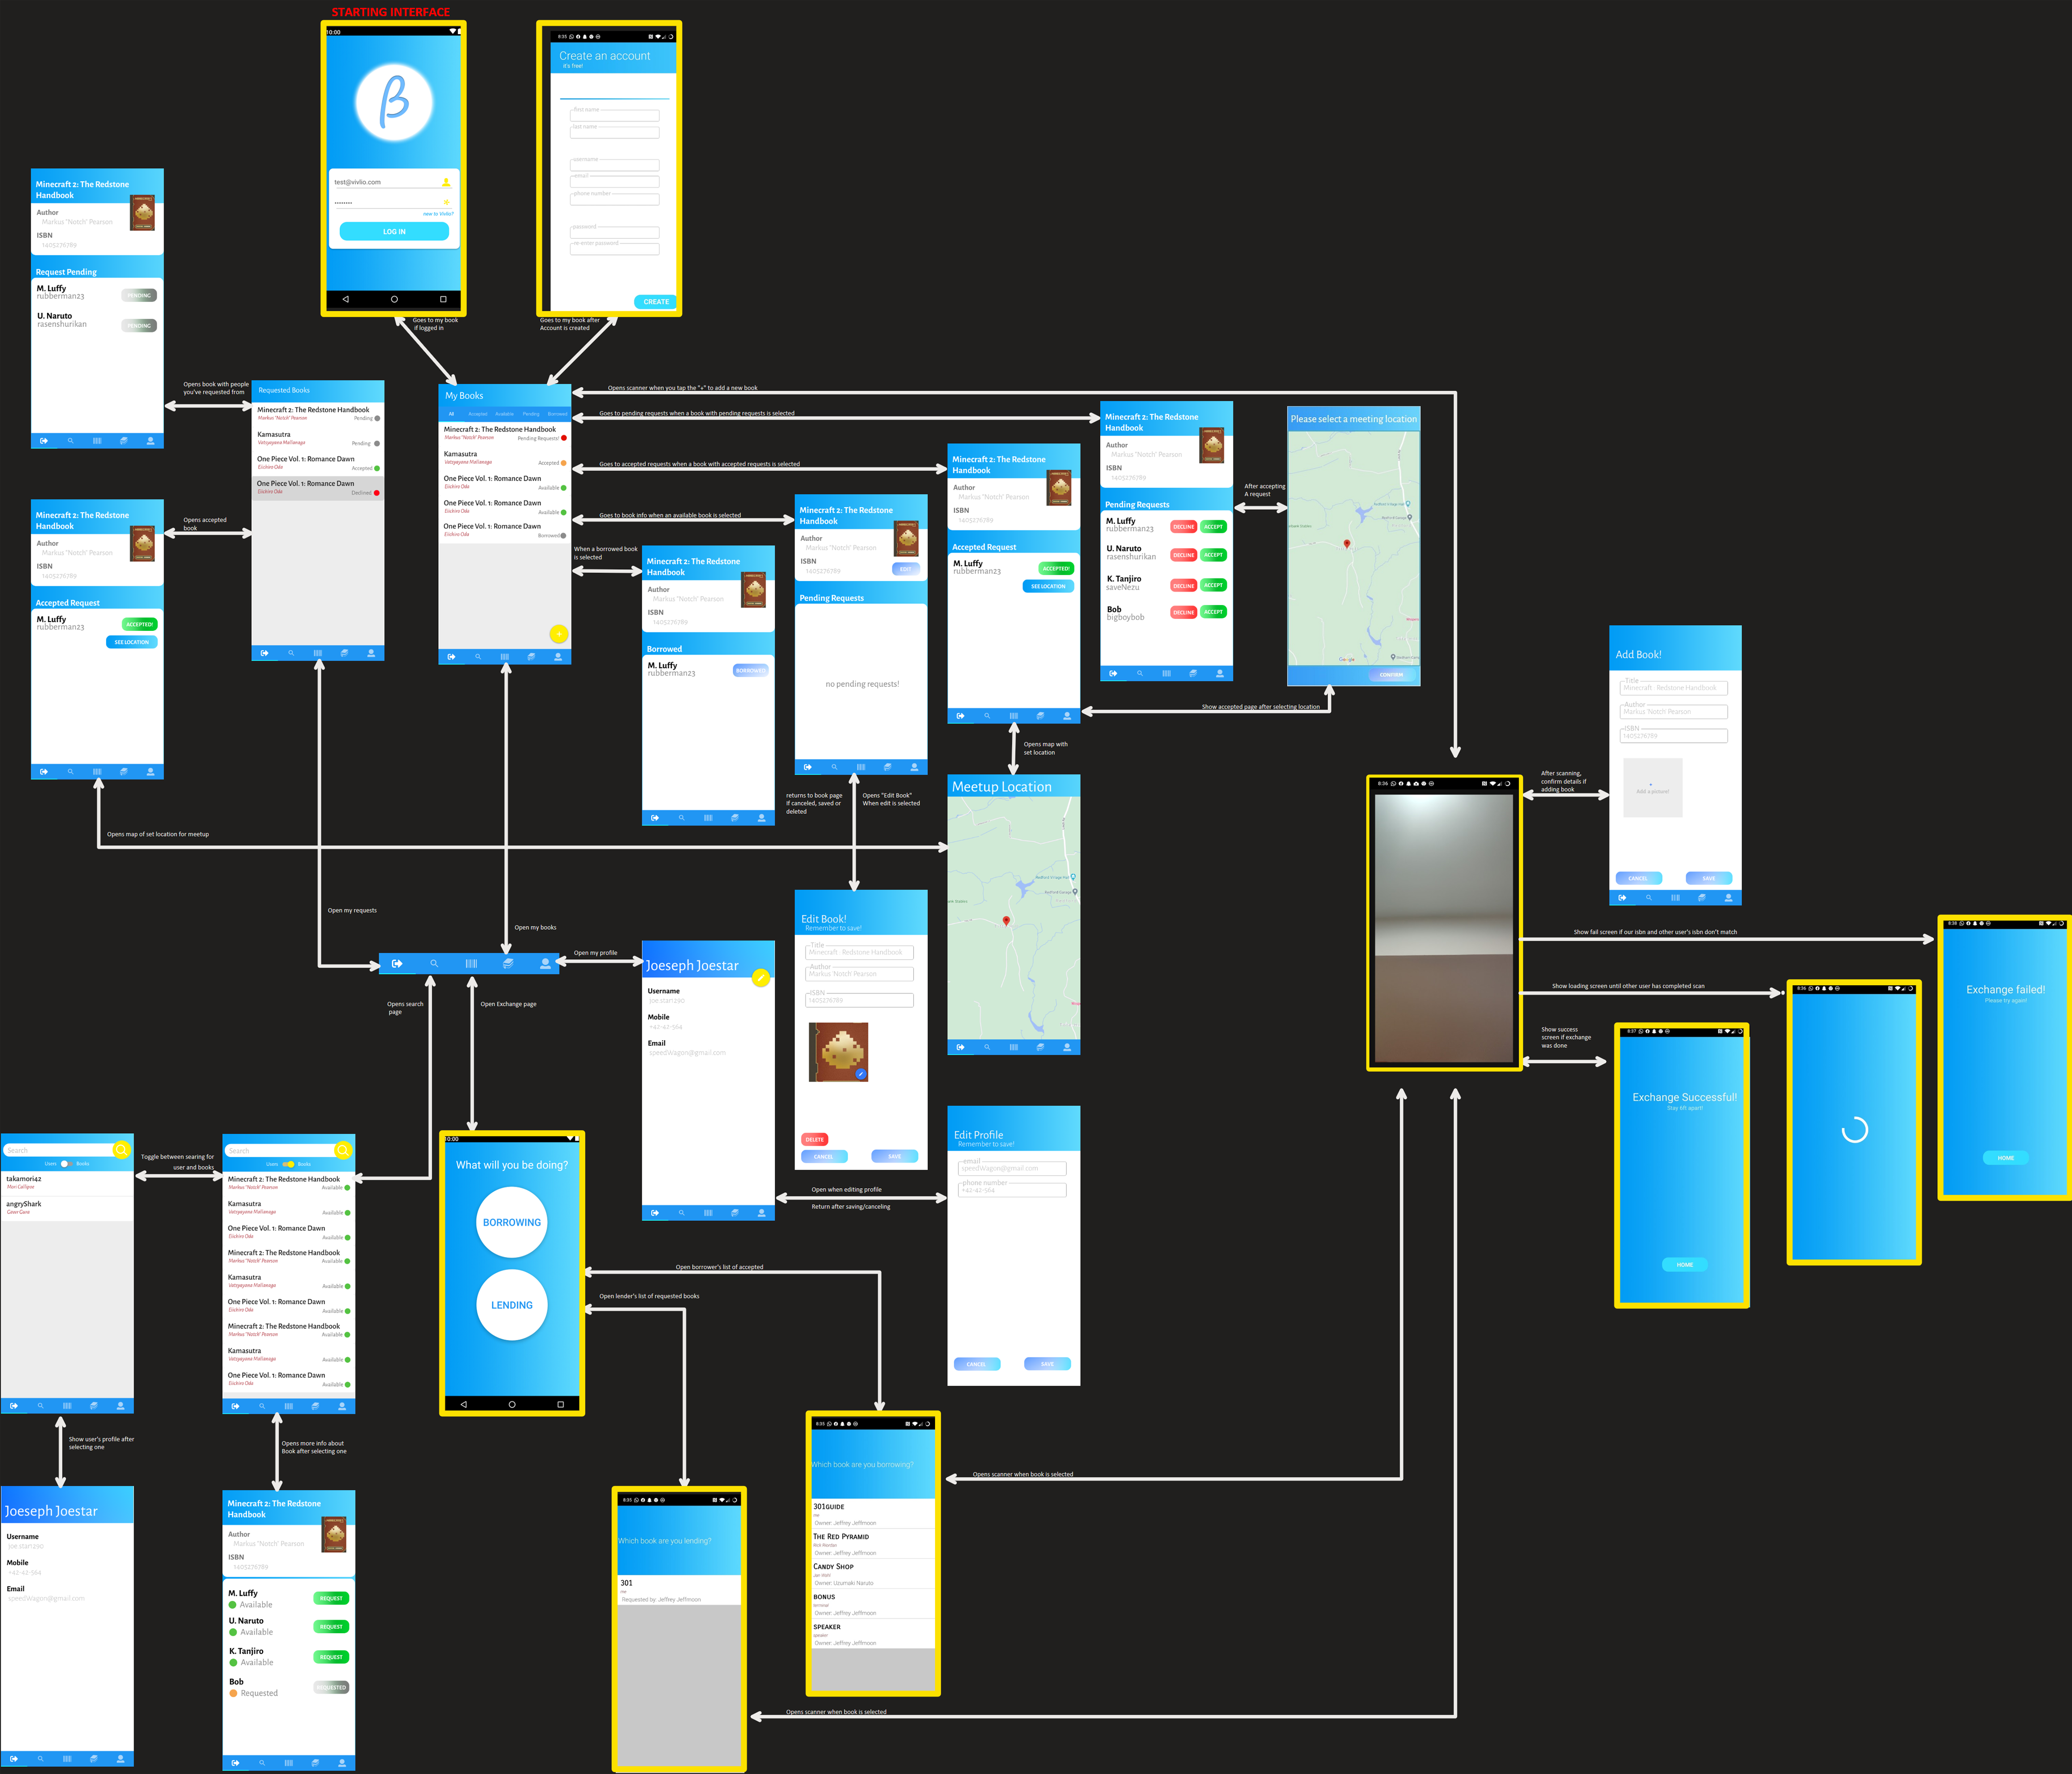 STARTING INTERFACE
10:00
β
test@vivlio.com
........
new to Vivlio?
LOG IN
8:35
Create an account
it's free!
first name
last name
username
email
phone number
password
re-enter password
CREATE
Goes to my book
if logged in
Goes to my book after
Account is created
Minecraft 2: The Redstone
Handbook
Author
Markus "Notch" Pearson
ISBN
1405276789
Request Pending
M. Luffy
rubberman23
PENDING
U. Naruto
rasenshurikan
PENDING
Opens book with people
you've requested from
Requested Books
Minecraft 2: The Redstone Handbook
Markus "Notch" Pearson
Pending
Kamasutra
Vatsyayana Mallanaga
Pending
One Piece Vol. 1: Romance Dawn
Eiichiro Oda
Accepted
One Piece Vol. 1: Romance Dawn
Eiichiro Oda
Declined
Minecraft 2: The Redstone
Handbook
Author
Markus "Notch" Pearson
ISBN
1405276789
Accepted Request
M. Luffy
rubberman23
ACCEPTED!
SEE LOCATION
Opens accepted
book
My Books
All
Accepted
Available
Pending
Borrowed
Minecraft 2: The Redstone Handbook
Markus "Notch" Pearson
Pending Requests!
Kamasutra
Vatsyayana Mallanaga
Accepted
One Piece Vol. 1: Romance Dawn
Eiichiro Oda
Available
One Piece Vol. 1: Romance Dawn
Eiichiro Oda
Available
One Piece Vol. 1: Romance Dawn
Eiichiro Oda
Borrowed
+
Opens scanner when you tap the "+" to add a new book
Goes to pending requests when a book with pending requests is selected
Goes to accepted requests when a book with accepted requests is selected
Goes to book info when an available book is selected
When a borrowed book
is selected
Minecraft 2: The Redstone
Handbook
Author
Markus "Notch" Pearson
ISBN
1405276789
Borrowed
M. Luffy
rubberman23
BORROWED
Minecraft 2: The Redstone
Handbook
Author
Markus "Notch" Pearson
ISBN
1405276789
EDIT
Pending Requests
no pending requests!
Minecraft 2: The Redstone
Handbook
Author
Markus "Notch" Pearson
ISBN
1405276789
Accepted Request
M. Luffy
rubberman23
ACCEPTED!
SEE LOCATION
Minecraft 2: The Redstone
Handbook
Author
Markus "Notch" Pearson
ISBN
1405276789
Pending Requests
M. Luffy
rubberman23
DECLINE
ACCEPT
U. Naruto
rasenshurikan
DECLINE
ACCEPT
K. Tanjiro
saveNezu
DECLINE
ACCEPT
Bob
bigboybob
DECLINE
ACCEPT
After accepting
A request
Please select a meeting location
Google
CONFIRM
Show accepted page after selecting location
Opens map with
set location
Meetup Location
returns to book page
If canceled, saved or
deleted
Opens "Edit Book"
When edit is selected
Opens map of set location for meetup
Open my requests
Open my books
Open my profile
Opens search
page
Open Exchange page
Joeseph Joestar
Username
Joe.star1290
Mobile
+42-42-564
Email
speedWagon@gmail.com
Edit Book!
Remember to save!
Title
Minecraft : Redstone Handbook
Author
Markus 'Notch' Pearson
ISBN
1405276789
DELETE
CANCEL
SAVE
Add Book!
Title
Minecraft : Redstone Handbook
Author
Markus 'Notch' Pearson
ISBN
1405276789
+
Add a picture!
CANCEL
SAVE
8:36
After scanning,
confirm details if
adding book
Show fail screen if our isbn and other user's isbn don't match
Show loading screen until other user has completed scan
Show success
screen if exchange
was done
8:37
Exchange Successful!
Stay 6ft apart!
HOME
8:36
8:38
Exchange failed!
Please try again!
HOME
Edit Profile
Remember to save!
email
speedWagon@gmail.com
phone number
+42-42-564
CANCEL
SAVE
Open when editing profile
Return after saving/canceling
Search
Users
Books
takamori42
Mori Calliope
angryShark
Gawr Gura
Toggle between searing for
user and books
Search
Users
Books
Minecraft 2: The Redstone Handbook
Markus "Notch" Pearson
Available
Kamasutra
Vatsyayana Mallanaga
Available
One Piece Vol. 1: Romance Dawn
Eiichiro Oda
Available
Minecraft 2: The Redstone Handbook
Markus "Notch" Pearson
Available
Kamasutra
Vatsyayana Mallanaga
Available
One Piece Vol. 1: Romance Dawn
Eiichiro Oda
Available
Minecraft 2: The Redstone Handbook
Markus "Notch" Pearson
Available
Kamasutra
Vatsyayana Mallanaga
Available
One Piece Vol. 1: Romance Dawn
Eiichiro Oda
Available
10:00
What will you be doing?
BORROWING
LENDING
Open borrower's list of accepted
Open lender's list of requested books
Show user's profile after
selecting one
Opens more info about
Book after selecting one
Joeseph Joestar
Username
Joe.star1290
Mobile
+42-42-564
Email
speedWagon@gmail.com
Minecraft 2: The Redstone
Handbook
Author
Markus "Notch" Pearson
ISBN
1405276789
M. Luffy
Available
REQUEST
U. Naruto
Available
REQUEST
K. Tanjiro
Available
REQUEST
Bob
Requested
REQUESTED
8:35
Which book are you lending?
301
me
Requested by: Jeffrey Jeffmoon
8:35
Which book are you borrowing?
301GUIDE
me
Owner: Jeffrey Jeffmoon
THE RED PYRAMID
Rick Riordan
Owner: Jeffrey Jeffmoon
CANDY SHOP
Jan Wahl
Owner: Uzumaki Naruto
BONUS
terminal
Owner: Jeffrey Jeffmoon
SPEAKER
speaker
Owner: Jeffrey Jeffmoon
Opens scanner when book is selected
Opens scanner when book is selected